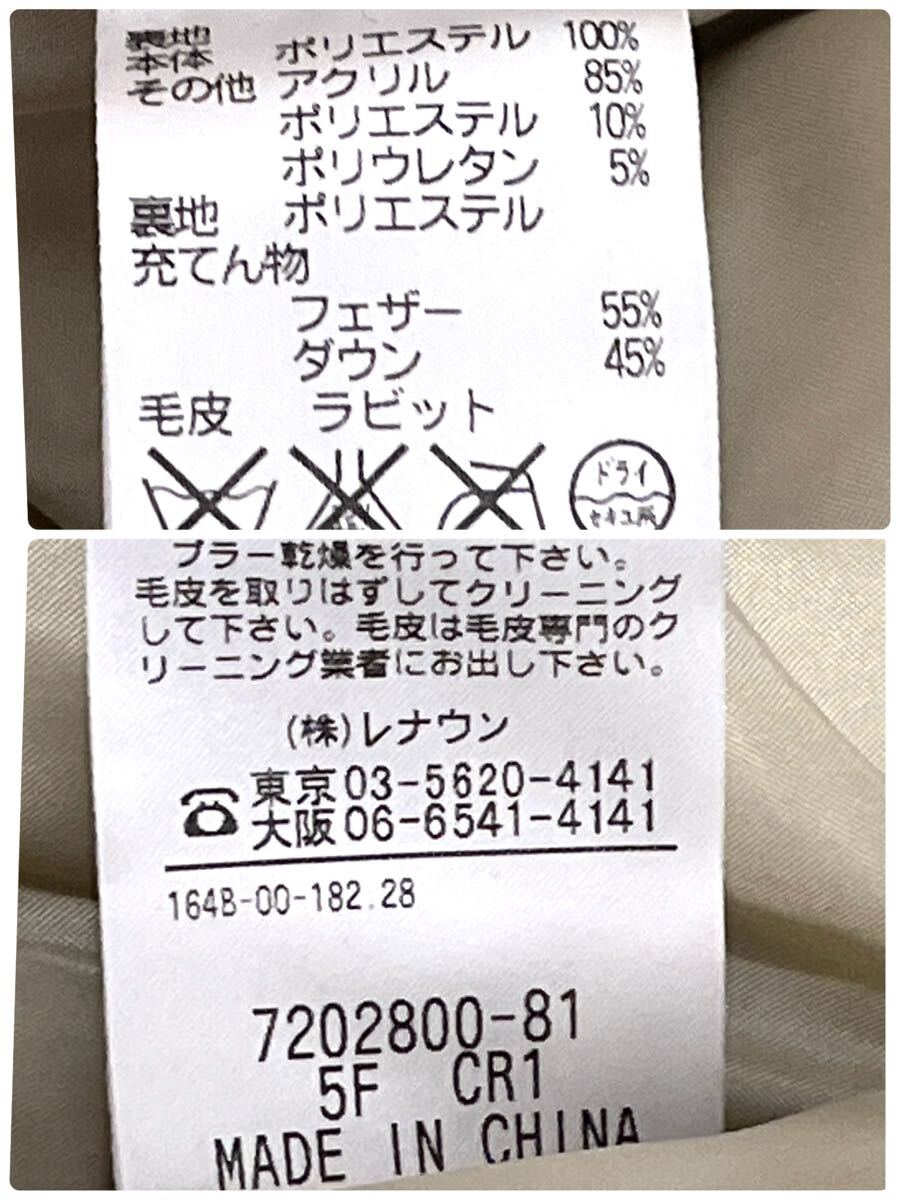 裏地
本体 ポリエステル 100%
その他 アクリル 85%
ポリエステル 10%
ポリウレタン 5%
裏地 ポリエステル
充てん物
フェザー 55%
ダウン 45%
毛皮 ラビット
ドライ
セキユ系
ブラー乾燥を行って下さい。
毛皮を取りはずしてクリーニング
して下さい。毛皮は毛皮専門のク
リーニング業者にお出し下さい。
(株)レナウン
東京03-5620-4141
大阪06-6541-4141
164B-00-182.28
7202800-81
5F CR1
MADE IN CHINA